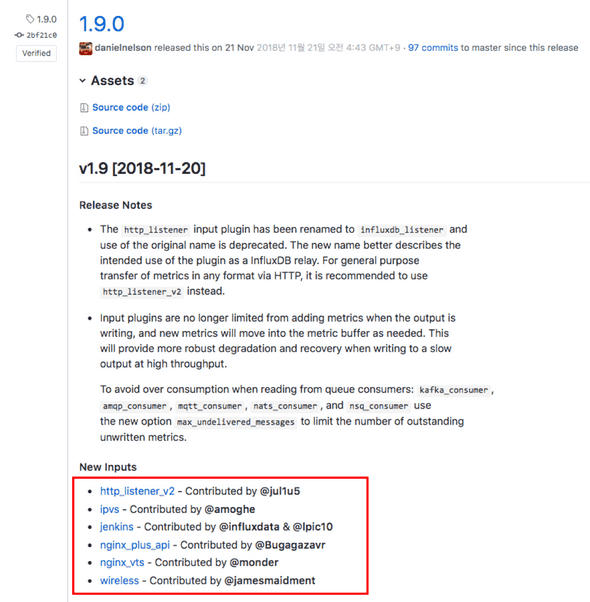 1.9.0
2bf21c0
Verified
1.9.0
danielnelson released this on 21 Nov 2018년 11월 21일 오전 4:43 GMT+9 · 97 commits to master since this release
Assets 2
Source code (zip)
Source code (tar.gz)
v1.9 [2018-11-20]
Release Notes
• The http_listener input plugin has been renamed to influxdb_listener and
use of the original name is deprecated. The new name better describes the
intended use of the plugin as a InfluxDB relay. For general purpose
transfer of metrics in any format via HTTP, it is recommended to use
http_listener_v2 instead.
• Input plugins are no longer limited from adding metrics when the output is
writing, and new metrics will move into the metric buffer as needed. This
will provide more robust degradation and recovery when writing to a slow
output at high throughput.
To avoid over consumption when reading from queue consumers: kafka_consumer,
amqp_consumer, mqtt_consumer, nats_consumer, and nsq_consumer use
the new option max_undelivered_messages to limit the number of outstanding
unwritten metrics.
New Inputs
• http_listener_v2 - Contributed by @jul1u5
• ipvs - Contributed by @amoghe
• jenkins - Contributed by @influxdata & @lpic10
• nginx_plus_api - Contributed by @Bugagazavr
• nginx_vts - Contributed by @monder
• wireless - Contributed by @jamesmaidment